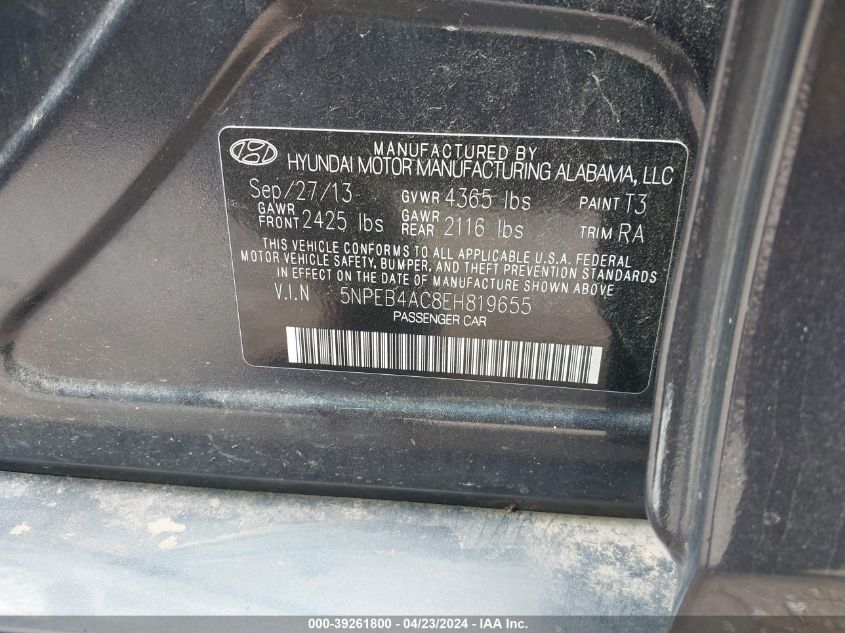 MANUFACTURED BY
HYUNDAI MOTOR MANUFACTURING ALABAMA, LLC
Sep/27/13 GVWR 4365 lbs PAINT T3
GAWR FRONT 2425 lbs GAWR REAR 2116 lbs TRIM RA
THIS VEHICLE CONFORMS TO ALL APPLICABLE U.S.A. FEDERAL
MOTOR VEHICLE SAFETY, BUMPER, AND THEFT PREVENTION STANDARDS
IN EFFECT ON THE DATE OF MANUFACTURE SHOWN ABOVE.
V.I.N 5NPEB4AC8EH819655
PASSENGER CAR
000-39261800 - 04/23/2024 - IAAI.com